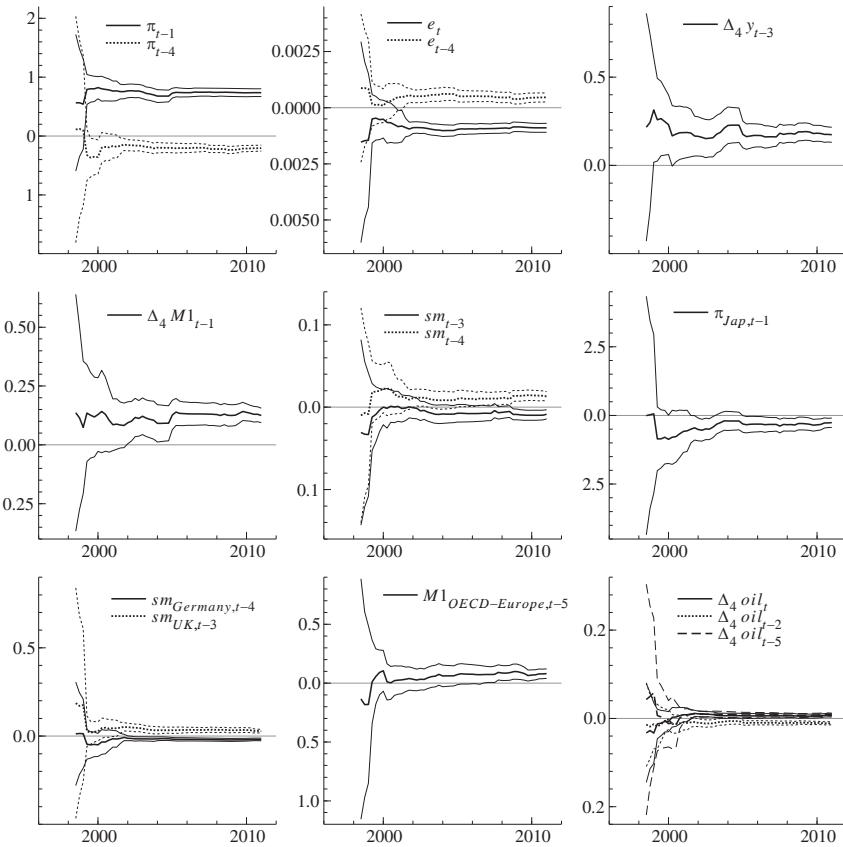 2
π_{t−1}
π_{t−4}
1
0
1
2000 2010
0.0025
e_t
e_{t−4}
0.0000
0.0025
0.0050
2000 2010
Δ_4 y_{t−3}
0.5
0.0
2000 2010
0.50
Δ_4 M1_{t−1}
0.25
0.00
0.25
2000 2010
0.1
sm_{t−3}
sm_{t−4}
0.0
0.1
2000 2010
π_{Jap,t−1}
2.5
0.0
2.5
2000 2010
sm_{Germany,t−4}
sm_{UK,t−3}
0.5
0.0
2000 2010
M1_{OECD−Europe,t−5}
0.5
0.0
0.5
1.0
2000 2010
Δ_4 oil_t
Δ_4 oil_{t−2}
Δ_4 oil_{t−5}
0.2
0.0
0.2
2000 2010